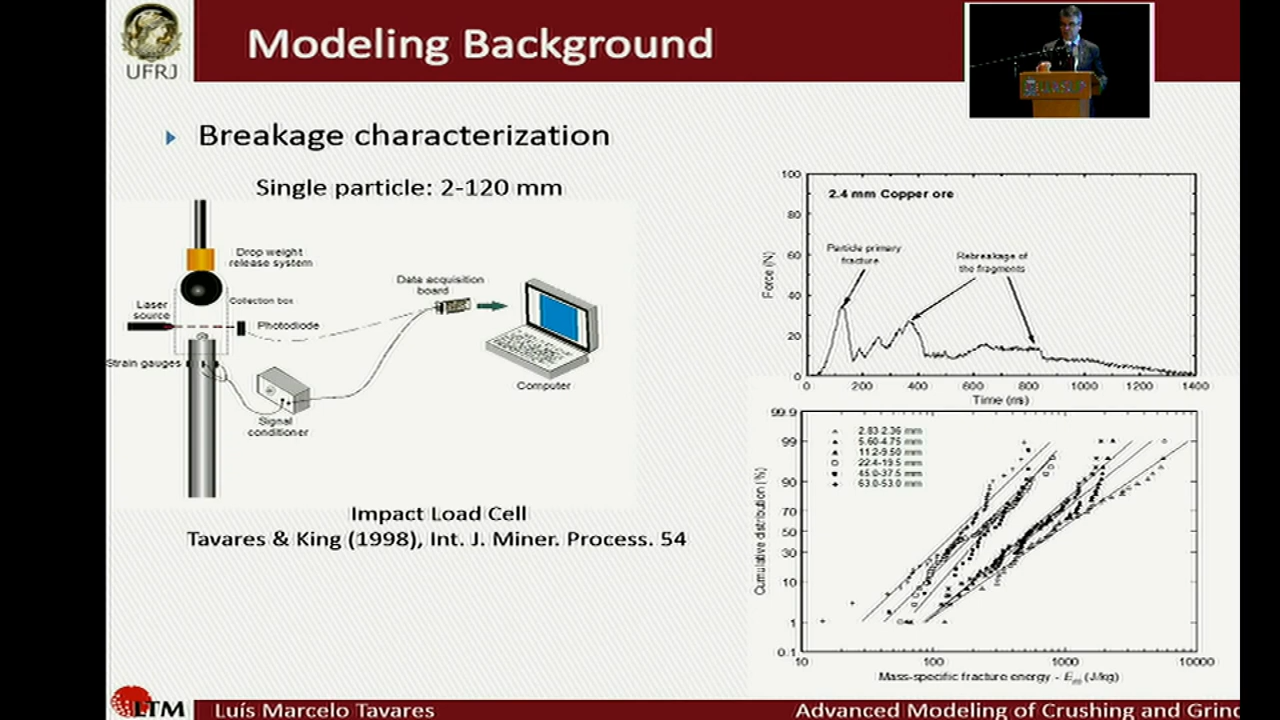 UFRJ
Modeling Background
Breakage characterization
Single particle: 2-120 mm
Drop weight
release system
Collection box
Laser
source
Photodiode
Strain gauges
Data acquisition
board
Computer
Signal
conditioner
Impact Load Cell
Tavares & King (1998), Int. J. Miner. Process. 54
100
80
60
40
20
0
Force (N)
2.4 mm Copper ore
Particle primary
fracture
Rebreakage of
the fragments
0 200 400 600 800 1000 1200 1400
Time (ms)
99.9
99
90
70
50
30
10
1
0.1
Cumulative distribution (%)
2.83-2.36 mm
5.60-4.75 mm
11.2-9.50 mm
22.4-19.5 mm
45.0-37.5 mm
63.0-53.0 mm
10 100 1000 10000
Mass-specific fracture energy - Em (J/kg)
LTM
Luís Marcelo Tavares
Advanced Modeling of Crushing and Grind